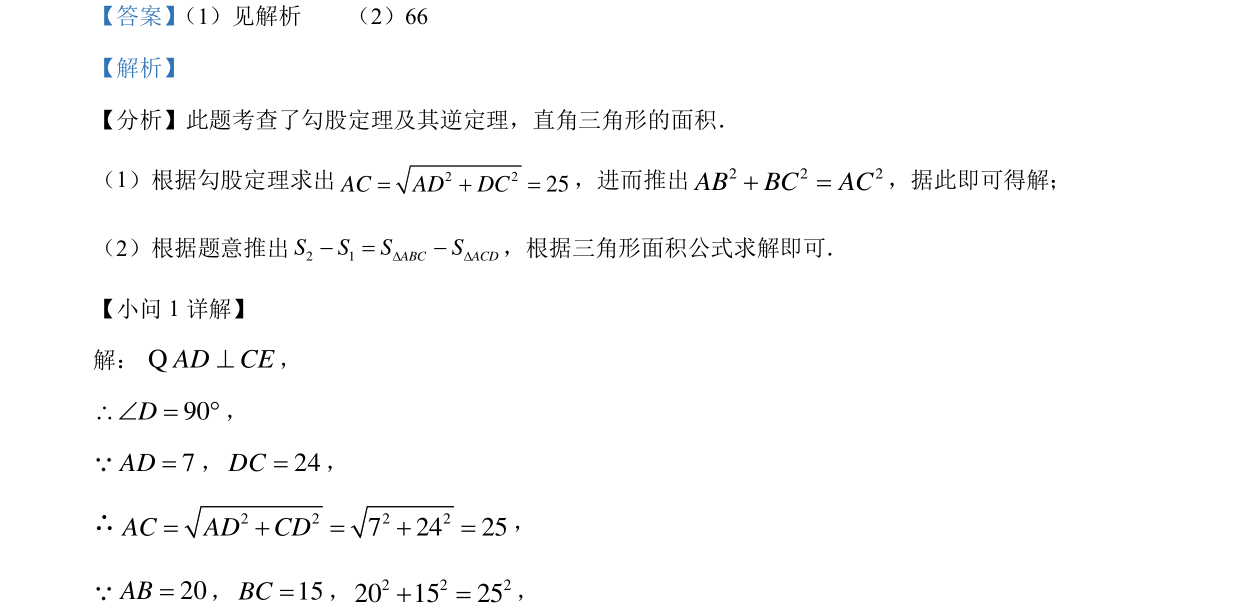 【答案】（1）见解析 （2）66
【解析】
【分析】此题考查了勾股定理及其逆定理，直角三角形的面积．
（1）根据勾股定理求出 AC = √(AD² + DC²) = 25，进而推出 AB² + BC² = AC²，据此即可得解；
（2）根据题意推出 S₂ − S₁ = S_{ΔABC} − S_{ΔACD}，根据三角形面积公式求解即可．
【小问 1 详解】
解： Q AD ⊥ CE，
∴∠D = 90°，
∵ AD = 7， DC = 24，
∴ AC = √(AD² + CD²) = √(7² + 24²) = 25，
∵ AB = 20， BC = 15， 20² + 15² = 25²，